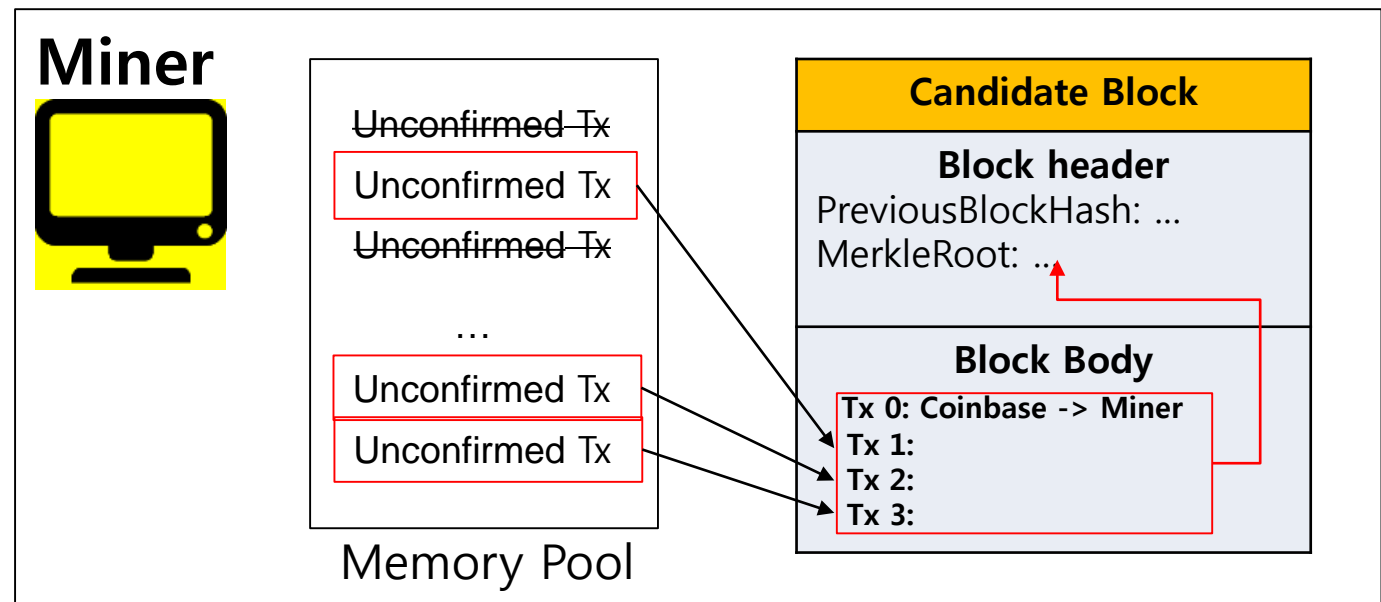 Miner
Unconfirmed Tx
Unconfirmed Tx
Unconfirmed Tx
...
Unconfirmed Tx
Unconfirmed Tx
Memory Pool
Candidate Block
Block header
PreviousBlockHash: ...
MerkleRoot: ...
Block Body
Tx 0: Coinbase -> Miner
Tx 1:
Tx 2:
Tx 3: